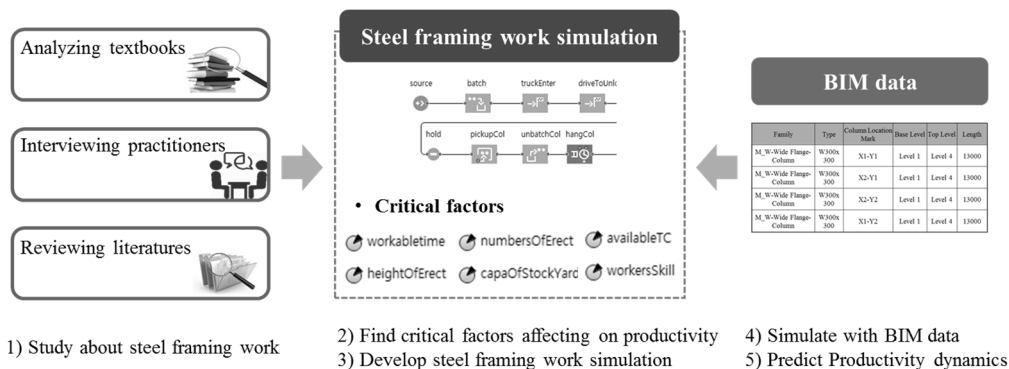 Analyzing textbooks
Interviewing practitioners
Reviewing literatures
1) Study about steel framing work
Steel framing work simulation
source batch truckEnter driveToUnlc
hold pickupCol unbatchCol hangCol
• Critical factors
workabletime numbersOfErect availableTC
heightOfErect capaOfStockYard workersSkill
2) Find critical factors affecting on productivity
3) Develop steel framing work simulation
BIM data
Family Type Column Location Mark Base Level Top Level Length
M_W-Wide Flange-Column W300x300 X1-Y1 Level 1 Level 4 13000
M_W-Wide Flange-Column W300x300 X2-Y1 Level 1 Level 4 13000
M_W-Wide Flange-Column W300x300 X2-Y2 Level 1 Level 4 13000
M_W-Wide Flange-Column W300x300 X1-Y2 Level 1 Level 4 13000
4) Simulate with BIM data
5) Predict Productivity dynamics